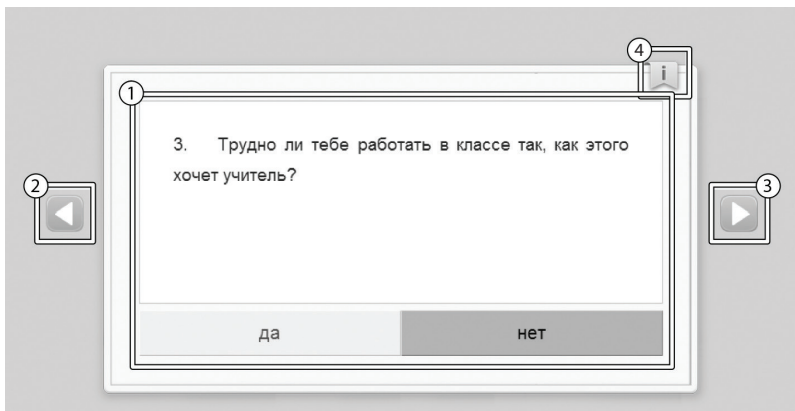 4
i
1
3. Трудно ли тебе работать в классе так, как этого
хочет учитель?
2
3
да нет